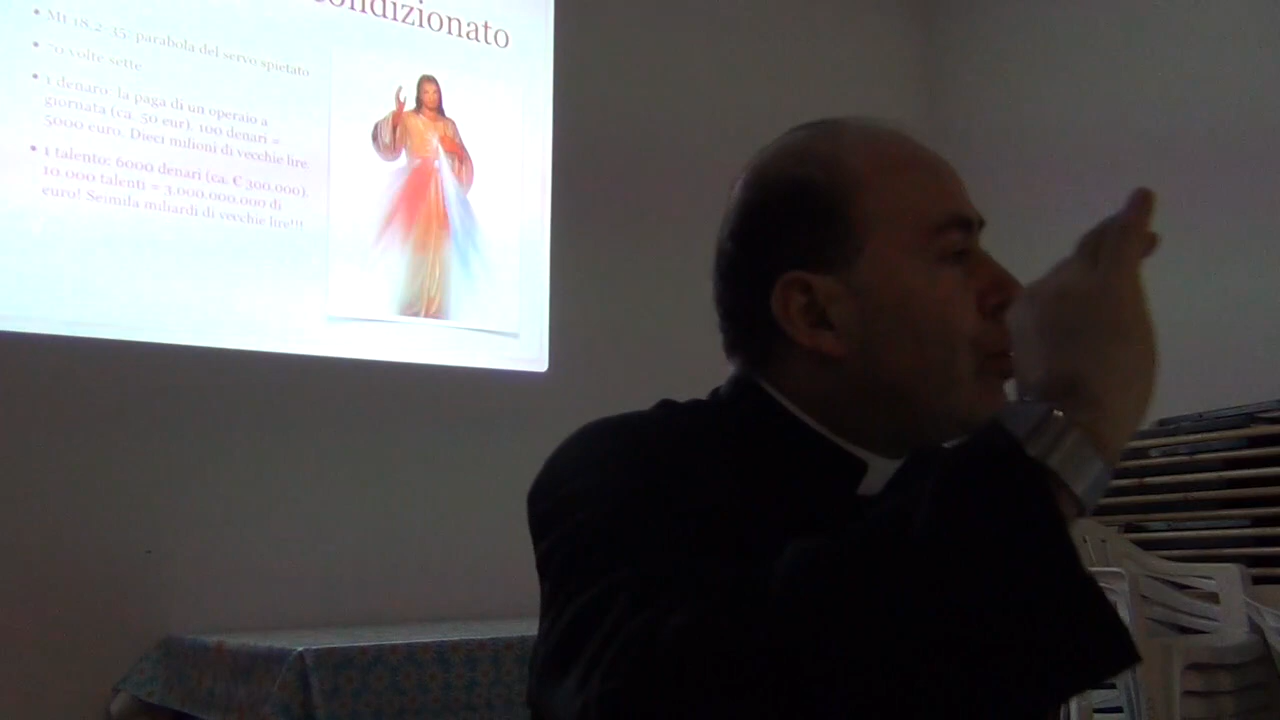 condizionato
• Mt 18,2-35: parabola del servo spietato
• 70 volte sette
• 1 denaro: la paga di un operaio a
giornata (ca. 50 eur). 100 denari =
5000 euro. Dieci milioni di vecchie lire.
• 1 talento: 6000 denari (ca. € 300.000).
10.000 talenti = 3.000.000.000 di
euro! Seimila miliardi di vecchie lire!!!